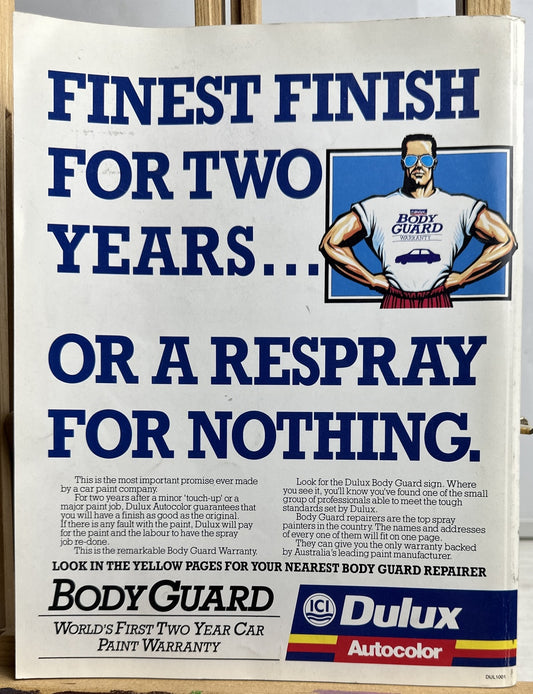 FINEST FINISH
FOR TWO
YEARS...
Dulux
BODY
GUARD
WARRANTY
OR A RESPRAY
FOR NOTHING.
This is the most important promise ever made
by a car paint company.
For two years after a minor ‘touch-up’ or a
major paint job, Dulux Autocolor guarantees that
you will have a finish as good as the original.
If there is any fault with the paint, Dulux will pay
for the paint and the labour to have the spray
job re-done.
This is the remarkable Body Guard Warranty.
Look for the Dulux Body Guard sign. Where
you see it, you'll know you've found one of the small
group of professionals able to meet the tough
standards set by Dulux.
Body Guard repairers are the top spray
painters in the country. The names and addresses
of every one of them will fit on one page.
They can give you the only warranty backed
by Australia's leading paint manufacturer.
LOOK IN THE YELLOW PAGES FOR YOUR NEAREST BODY GUARD REPAIRER
BODY GUARD
WORLD'S FIRST TWO YEAR CAR
PAINT WARRANTY
ICI
Dulux
Autocolor
DUL1001